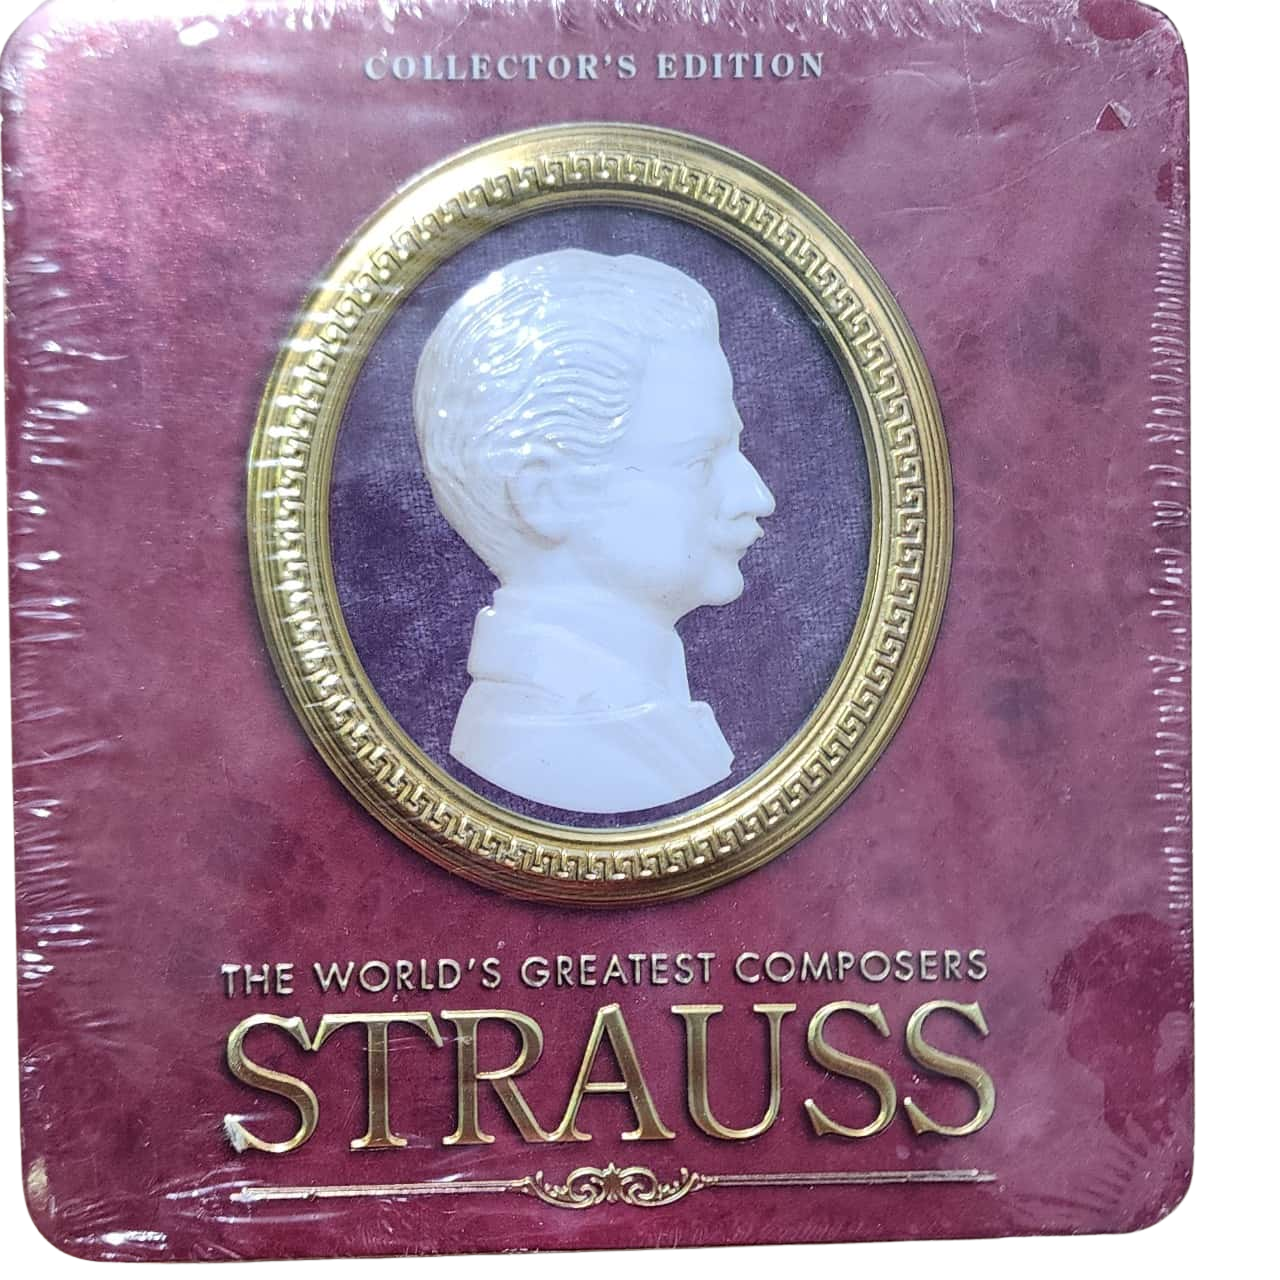 COLLECTOR'S EDITION
THE WORLD'S GREATEST COMPOSERS
STRAUSS